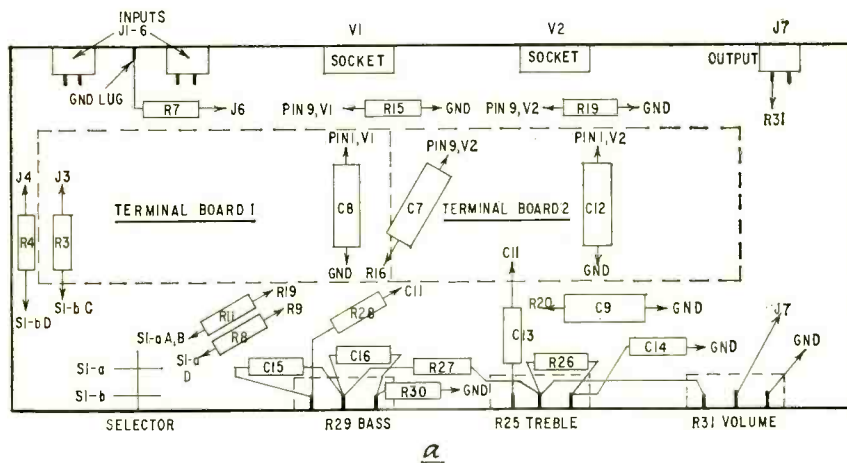 INPUTS
J1-6
V1
V2
J7
SOCKET
SOCKET
OUTPUT
GND LUG
R7
J6
PIN 9, V1
R15
GND
PIN 9, V2
R19
GND
R31
PIN 1, V1
PIN 9, V2
PIN 1, V2
J4
J3
TERMINAL BOARD 1
C8
C7
TERMINAL BOARD 2
C12
R4
R3
GND
R16
C11
GND
S1-b D
S1-b C
R19
R9
C11
R20
C9
GND
J7
R11
R8
R28
C13
S1-a A,B
S1-a
D
C14
GND
GND
S1-a
C15
C16
R27
R26
S1-b
R30
GND
SELECTOR
R29 BASS
R25 TREBLE
R31 VOLUME
a